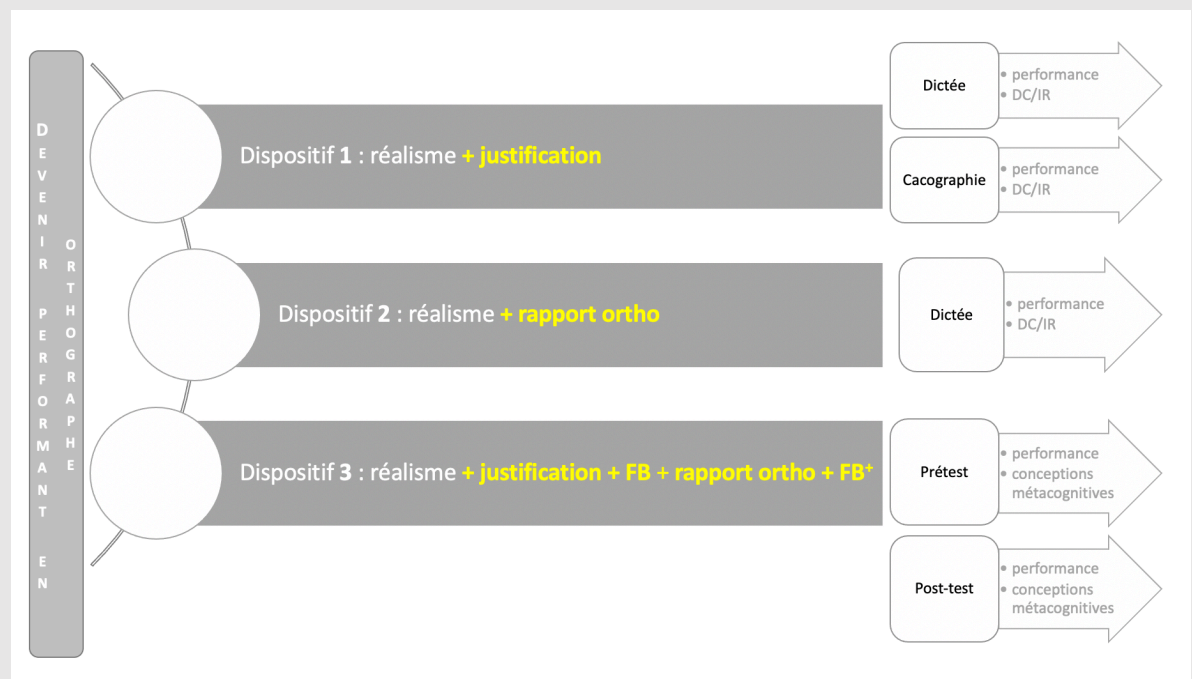 DEVENIR PERFORMANT EN
ORTHOGRAPHE
Dispositif 1 : réalisme + justification
Dictée
• performance
• DC/IR
Cacographie
• performance
• DC/IR
Dispositif 2 : réalisme + rapport ortho
Dictée
• performance
• DC/IR
Dispositif 3 : réalisme + justification + FB + rapport ortho + FB⁺
Prétest
• performance
• conceptions
métacognitives
Post-test
• performance
• conceptions
métacognitives